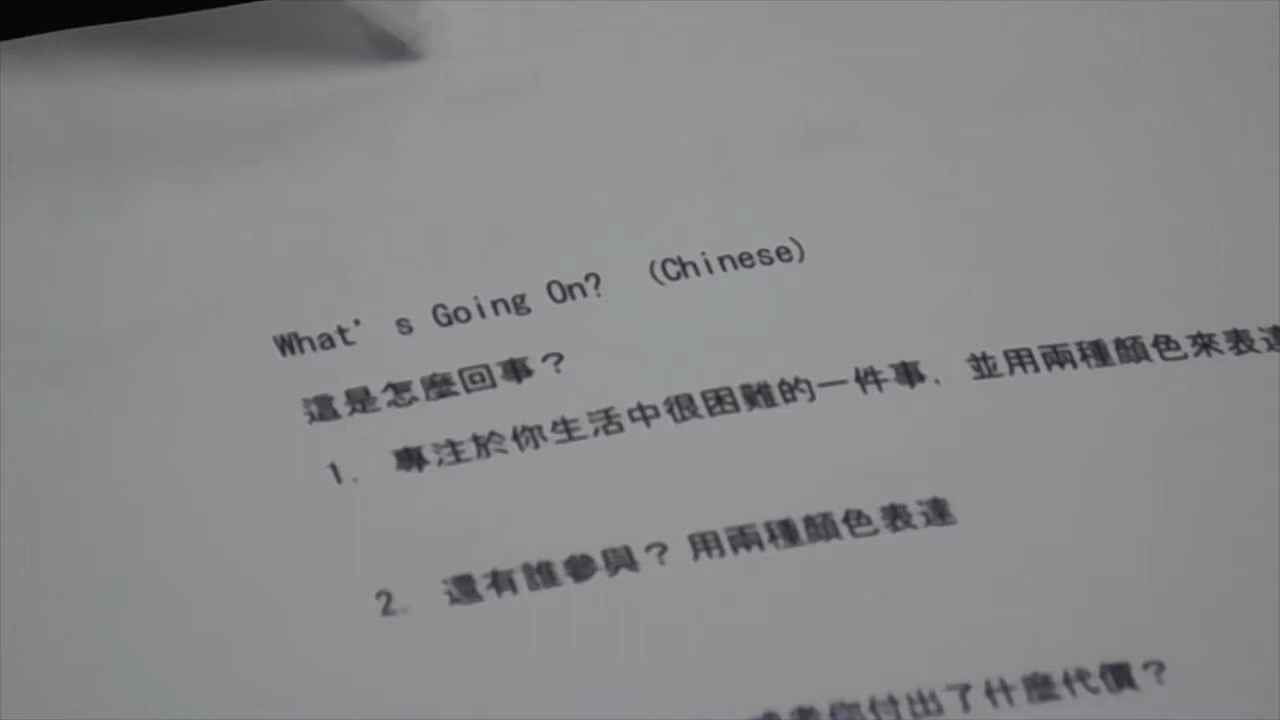 What's Going On? (Chinese)
這是怎麼回事？
1. 專注於你生活中很困難的一件事，並用兩種顏色來表達
2. 還有誰參與？用兩種顏色表達
你付出了什麼代價？